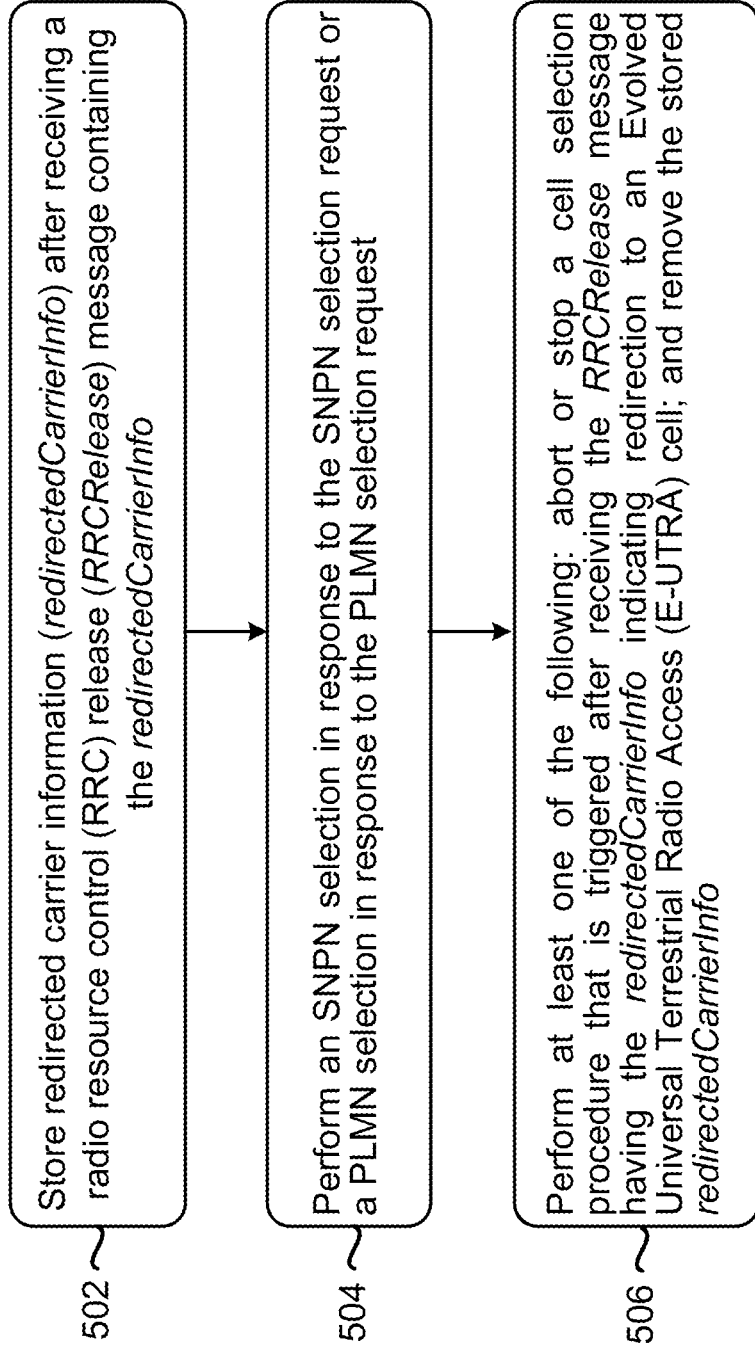 502
Store redirected carrier information (redirectedCarrierInfo) after receiving a
radio resource control (RRC) release (RRCRelease) message containing
the redirectedCarrierInfo
504
Perform an SNPN selection in response to the SNPN selection request or
a PLMN selection in response to the PLMN selection request
506
Perform at least one of the following: abort or stop a cell selection
procedure that is triggered after receiving the RRCRelease message
having the redirectedCarrierInfo indicating redirection to an Evolved
Universal Terrestrial Radio Access (E-UTRA) cell; and remove the stored
redirectedCarrierInfo